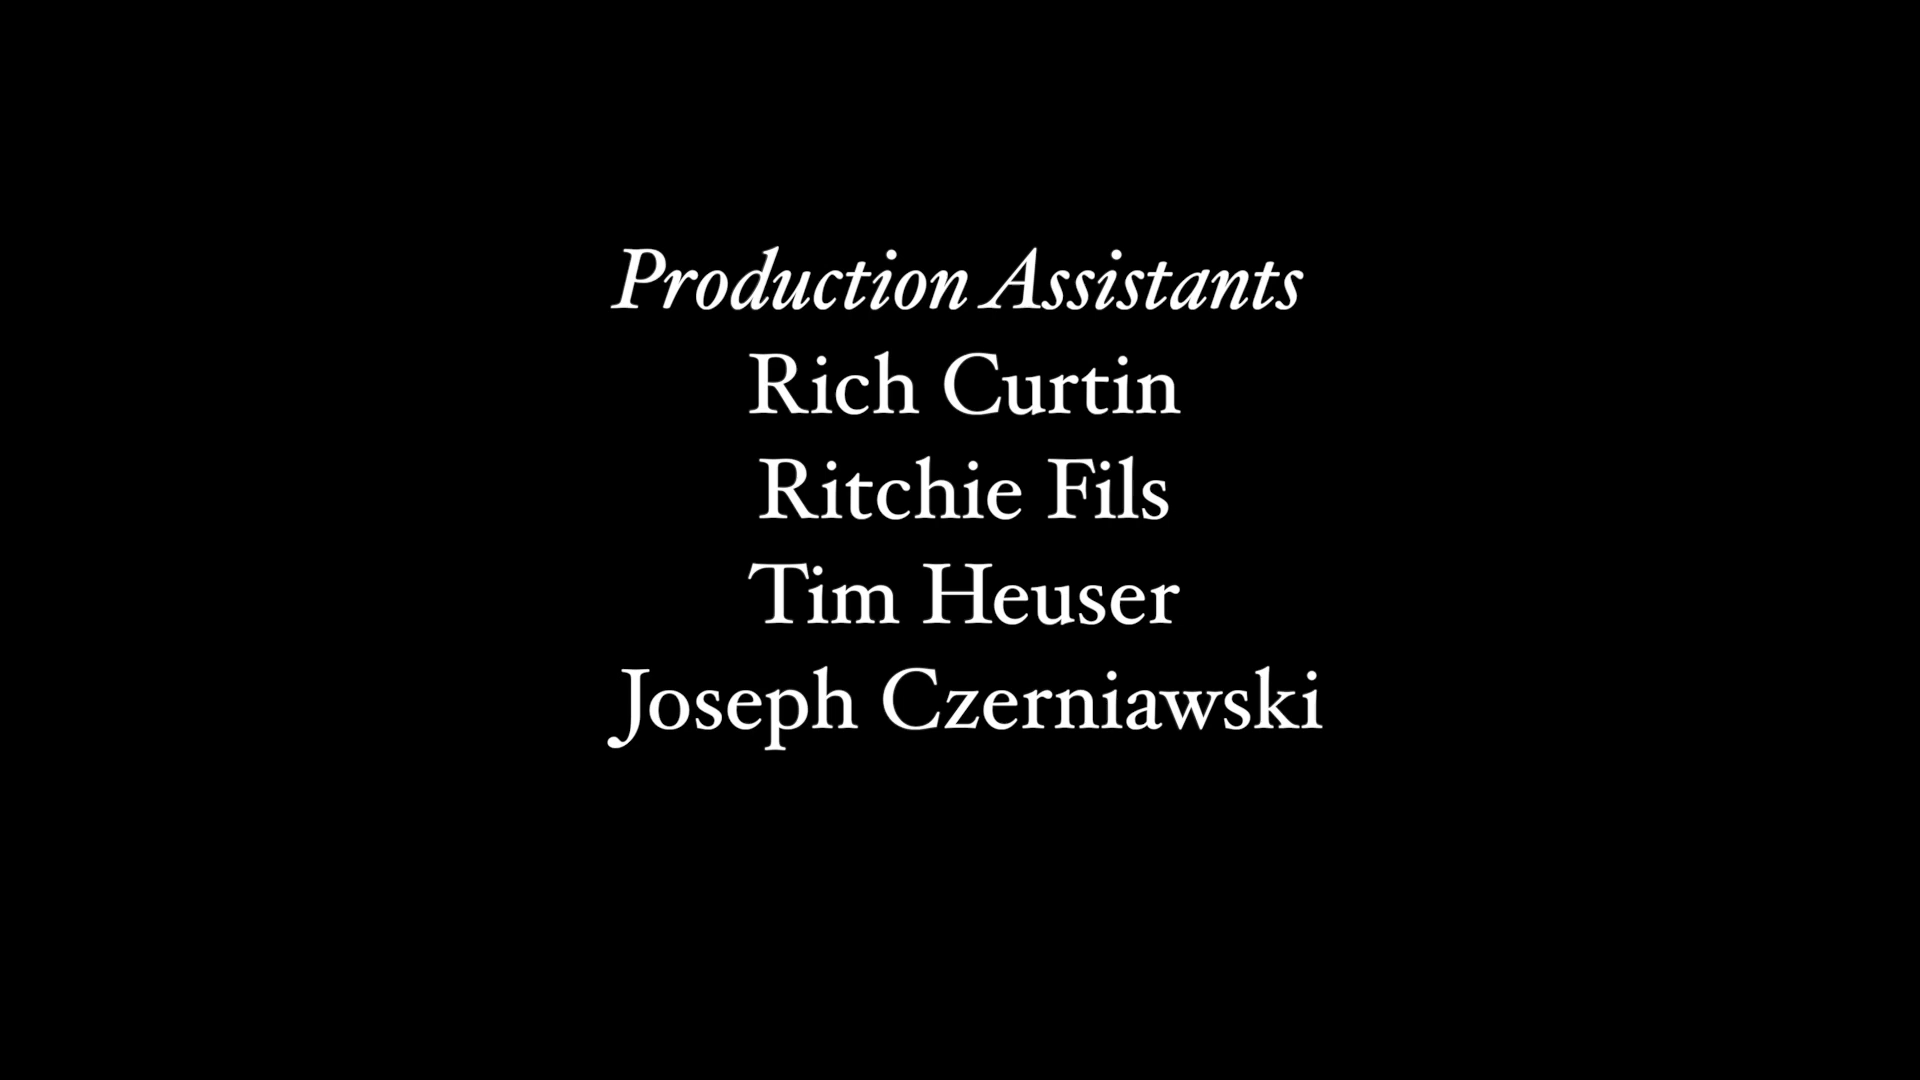 Production Assistants
Rich Curtin
Ritchie Fils
Tim Heuser
Joseph Czerniawski